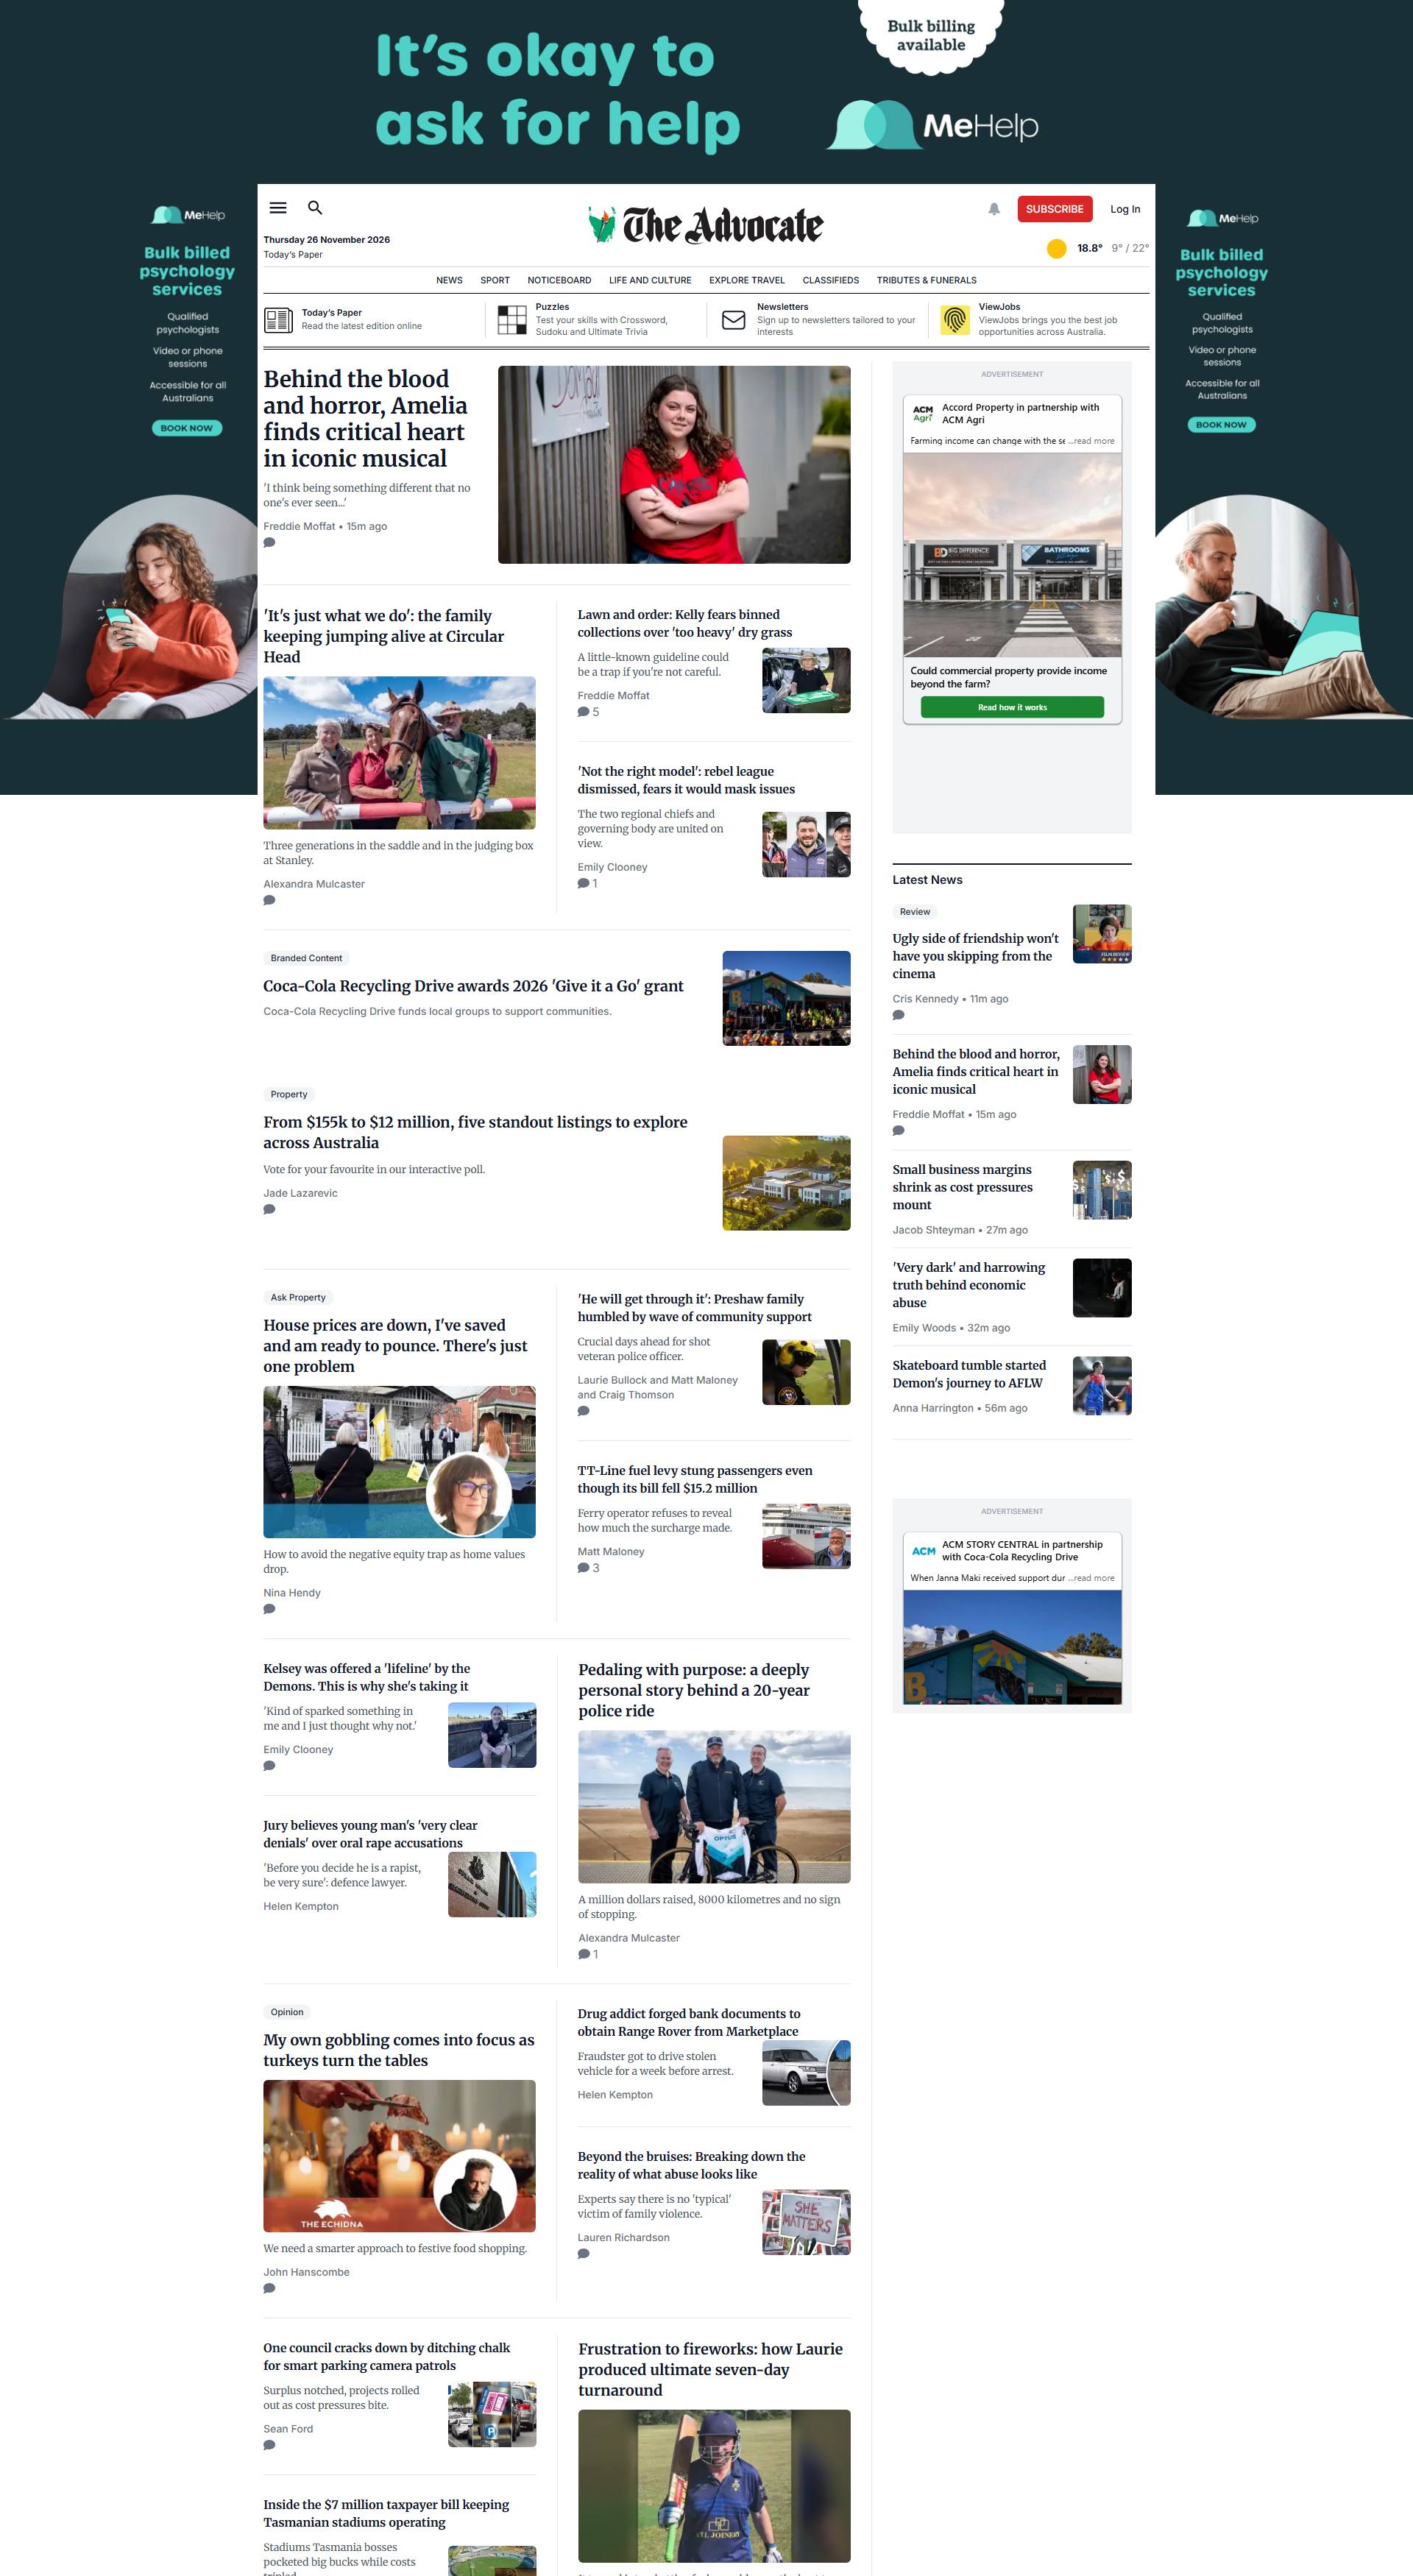 It's okay to
ask for help
Bulk billing
available
MeHelp
MeHelp
Bulk billed
psychology
services
Qualified
psychologists
Video or phone
sessions
Accessible for all
Australians
BOOK NOW
MeHelp
Bulk billed
psychology
services
Qualified
psychologists
Video or phone
sessions
Accessible for all
Australians
BOOK NOW
The Advocate
SUBSCRIBE
Log In
Thursday 26 November 2026
Today's Paper
18.8° 9° / 22°
NEWS SPORT NOTICEBOARD LIFE AND CULTURE EXPLORE TRAVEL CLASSIFIEDS TRIBUTES & FUNERALS
Today's Paper
Read the latest edition online
Puzzles
Test your skills with Crossword,
Sudoku and Ultimate Trivia
Newsletters
Sign up to newsletters tailored to your
interests
ViewJobs
ViewJobs brings you the best job
opportunities across Australia.
Behind the blood
and horror, Amelia
finds critical heart
in iconic musical
'I think being something different that no
one's ever seen...'
Freddie Moffat • 15m ago
'It's just what we do': the family
keeping jumping alive at Circular
Head
Three generations in the saddle and in the judging box
at Stanley.
Alexandra Mulcaster
Lawn and order: Kelly fears binned
collections over 'too heavy' dry grass
A little-known guideline could
be a trap if you're not careful.
Freddie Moffat
5
'Not the right model': rebel league
dismissed, fears it would mask issues
The two regional chiefs and
governing body are united on
view.
Emily Clooney
1
Branded Content
Coca-Cola Recycling Drive awards 2026 'Give it a Go' grant
Coca-Cola Recycling Drive funds local groups to support communities.
Property
From $155k to $12 million, five standout listings to explore
across Australia
Vote for your favourite in our interactive poll.
Jade Lazarevic
Ask Property
House prices are down, I've saved
and am ready to pounce. There's just
one problem
How to avoid the negative equity trap as home values
drop.
Nina Hendy
'He will get through it': Preshaw family
humbled by wave of community support
Crucial days ahead for shot
veteran police officer.
Laurie Bullock and Matt Maloney
and Craig Thomson
TT-Line fuel levy stung passengers even
though its bill fell $15.2 million
Ferry operator refuses to reveal
how much the surcharge made.
Matt Maloney
3
Kelsey was offered a 'lifeline' by the
Demons. This is why she's taking it
'Kind of sparked something in
me and I just thought why not.'
Emily Clooney
Jury believes young man's 'very clear
denials' over oral rape accusations
'Before you decide he is a rapist,
be very sure': defence lawyer.
Helen Kempton
Pedaling with purpose: a deeply
personal story behind a 20-year
police ride
OPTUS
A million dollars raised, 8000 kilometres and no sign
of stopping.
Alexandra Mulcaster
1
Opinion
My own gobbling comes into focus as
turkeys turn the tables
THE ECHIDNA
We need a smarter approach to festive food shopping.
John Hanscombe
Drug addict forged bank documents to
obtain Range Rover from Marketplace
Fraudster got to drive stolen
vehicle for a week before arrest.
Helen Kempton
Beyond the bruises: Breaking down the
reality of what abuse looks like
Experts say there is no 'typical'
victim of family violence.
Lauren Richardson
SHE
MATTERS
One council cracks down by ditching chalk
for smart parking camera patrols
Surplus notched, projects rolled
out as cost pressures bite.
Sean Ford
P
Inside the $7 million taxpayer bill keeping
Tasmanian stadiums operating
Stadiums Tasmania bosses
pocketed big bucks while costs
Frustration to fireworks: how Laurie
produced ultimate seven-day
turnaround
JOINERY
ADVERTISEMENT
ACM
Agri
Accord Property in partnership with
ACM Agri
Farming income can change with the se ...read more
BIG DIFFERENCE
BATHROOMS
Could commercial property provide income
beyond the farm?
Read how it works
Latest News
Review
Ugly side of friendship won't
have you skipping from the
cinema
FILM REVIEW
Cris Kennedy • 11m ago
Behind the blood and horror,
Amelia finds critical heart in
iconic musical
Freddie Moffat • 15m ago
Small business margins
shrink as cost pressures
mount
Jacob Shteyman • 27m ago
'Very dark' and harrowing
truth behind economic
abuse
Emily Woods • 32m ago
Skateboard tumble started
Demon's journey to AFLW
Anna Harrington • 56m ago
ADVERTISEMENT
ACM
ACM STORY CENTRAL in partnership
with Coca-Cola Recycling Drive
When Janna Maki received support dur ...read more
B